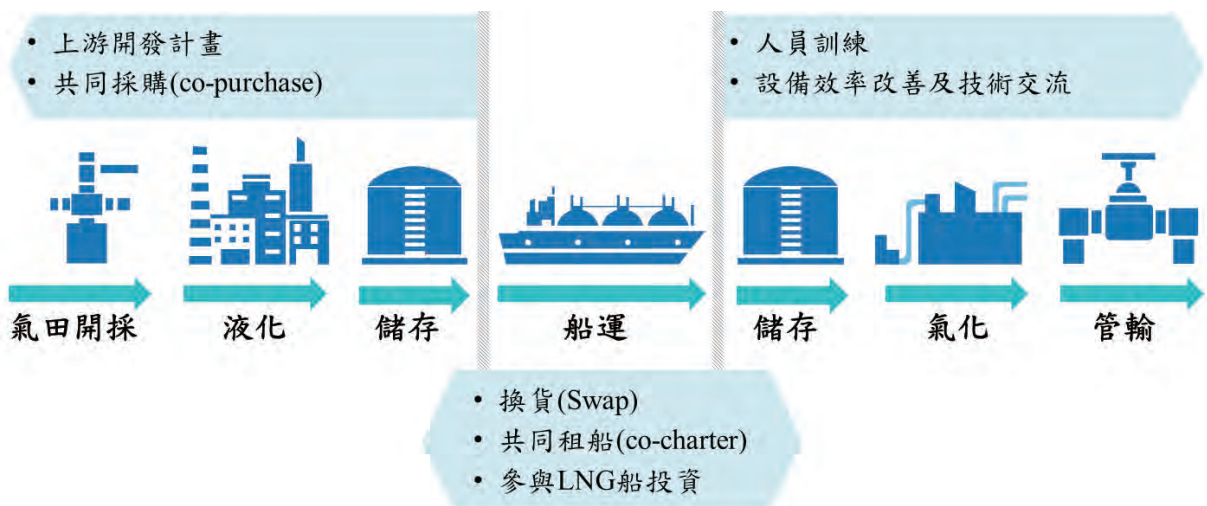 • 上游開發計畫
• 共同採購(co-purchase)
• 人員訓練
• 設備效率改善及技術交流
氣田開採
液化
儲存
船運
儲存
氣化
管輸
• 換貨(Swap)
• 共同租船(co-charter)
• 參與LNG船投資